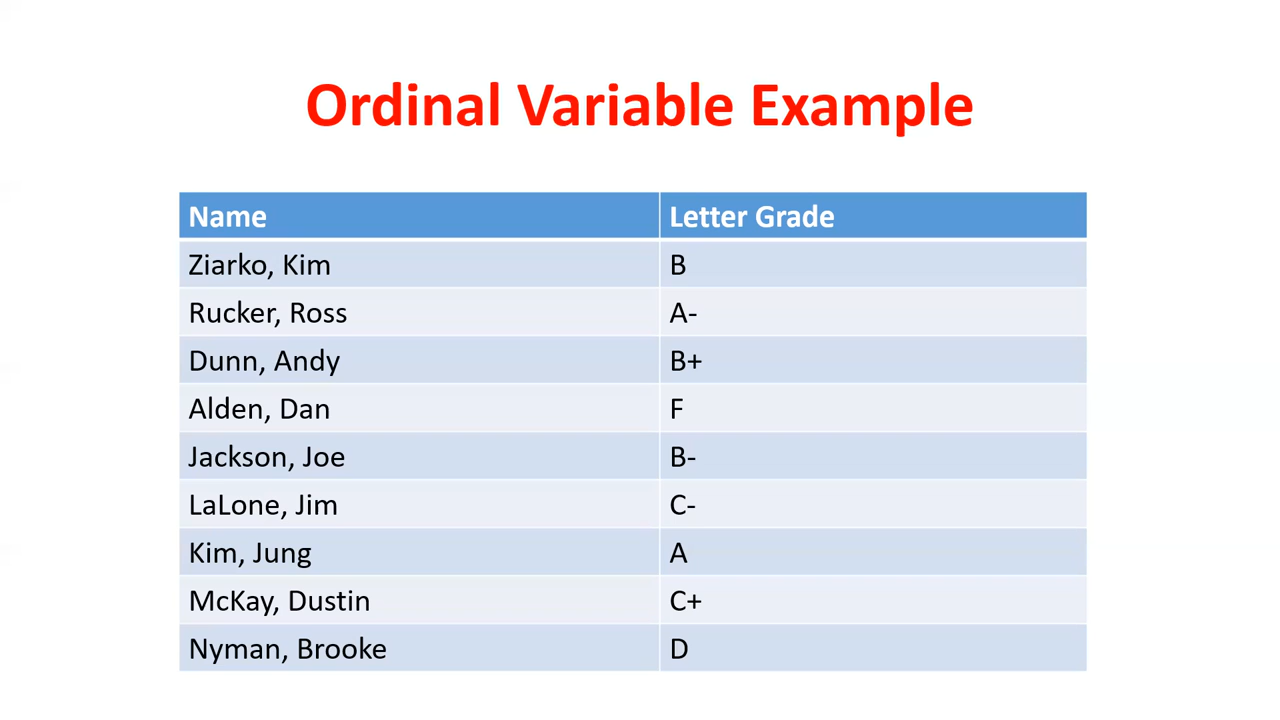 Ordinal Variable Example
Name Letter Grade
Ziarko, Kim B
Rucker, Ross A-
Dunn, Andy B+
Alden, Dan F
Jackson, Joe B-
LaLone, Jim C-
Kim, Jung A
McKay, Dustin C+
Nyman, Brooke D